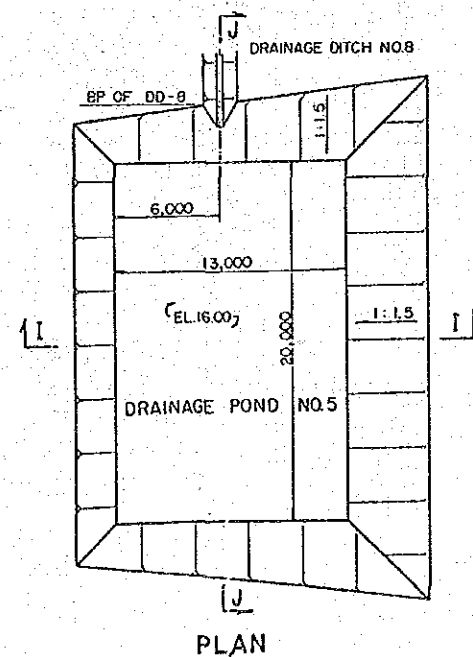 J
DRAINAGE DITCH NO.8
BP OF DD-8
1:1.5
6,000
13,000
EL.16.00
20,000
1:1.5
I
I
DRAINAGE POND NO.5
J
PLAN